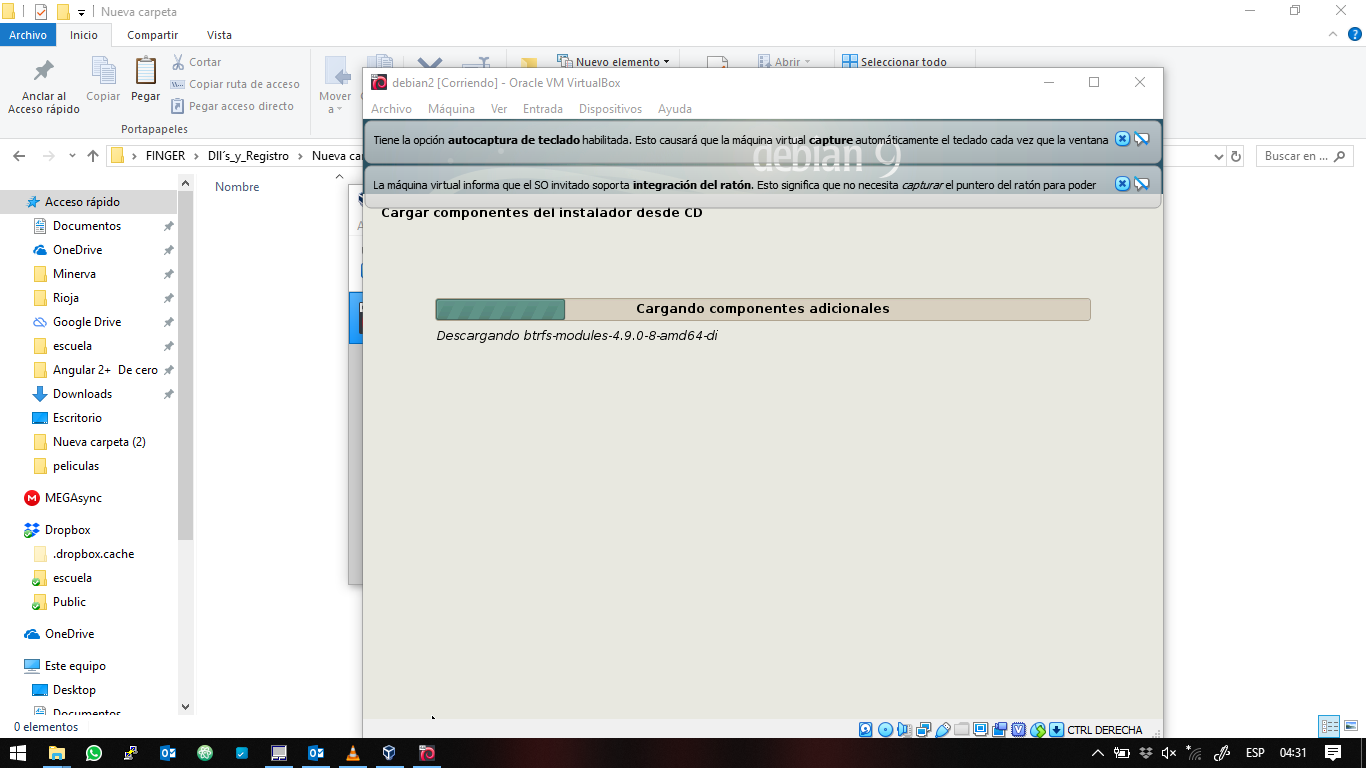 Nueva carpeta
Archivo Inicio Compartir Vista
Anclar al
Acceso rápido
Copiar
Pegar
Cortar
Copiar ruta de acceso
Pegar acceso directo
Portapapeles
Mover
a
Nuevo elemento
Abrir
Seleccionar todo
FINGER
Dll´s_y_Registro
Nueva car
Buscar en ...
Nombre
Acceso rápido
Documentos
OneDrive
Minerva
Rioja
Google Drive
escuela
Angular 2+ De cero
Downloads
Escritorio
Nueva carpeta (2)
peliculas
MEGAsync
Dropbox
.dropbox.cache
escuela
Public
OneDrive
Este equipo
Desktop
Documentos
0 elementos
debian2 [Corriendo] - Oracle VM VirtualBox
Archivo Máquina Ver Entrada Dispositivos Ayuda
Tiene la opción autocaptura de teclado habilitada. Esto causará que la máquina virtual capture automáticamente el teclado cada vez que la ventana
debian 9
La máquina virtual informa que el SO invitado soporta integración del ratón. Esto significa que no necesita capturar el puntero del ratón para poder
Cargar componentes del instalador desde CD
Cargando componentes adicionales
Descargando btrfs-modules-4.9.0-8-amd64-di
CTRL DERECHA
ESP 04:31